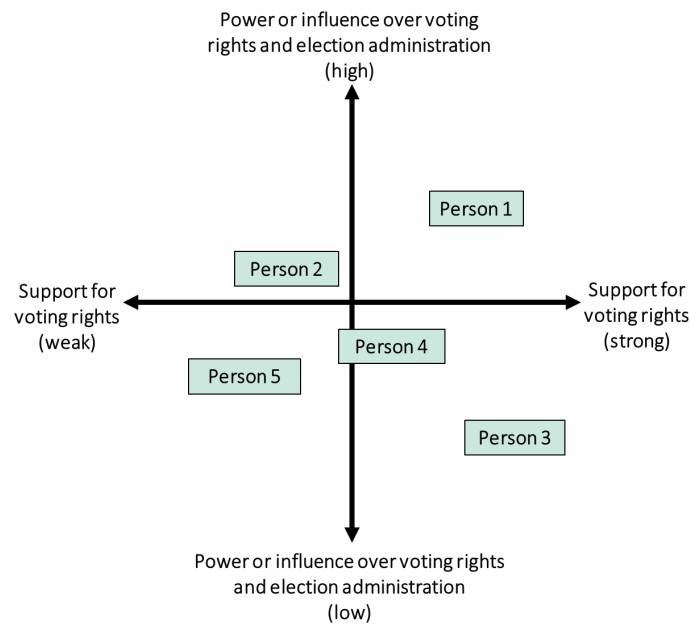 Power or influence over voting
rights and election administration
(high)
Person 1
Person 2
Support for
voting rights
(weak)
Support for
voting rights
(strong)
Person 4
Person 5
Person 3
Power or influence over voting rights
and election administration
(low)